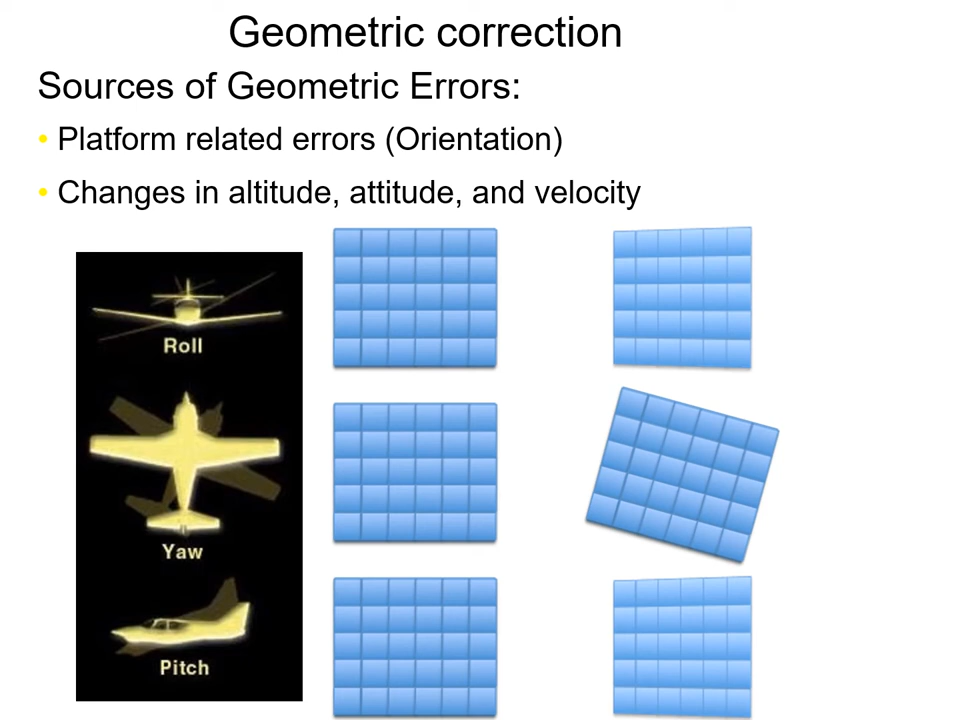 Geometric correction
Sources of Geometric Errors:
• Platform related errors (Orientation)
• Changes in altitude, attitude, and velocity
Roll
Yaw
Pitch